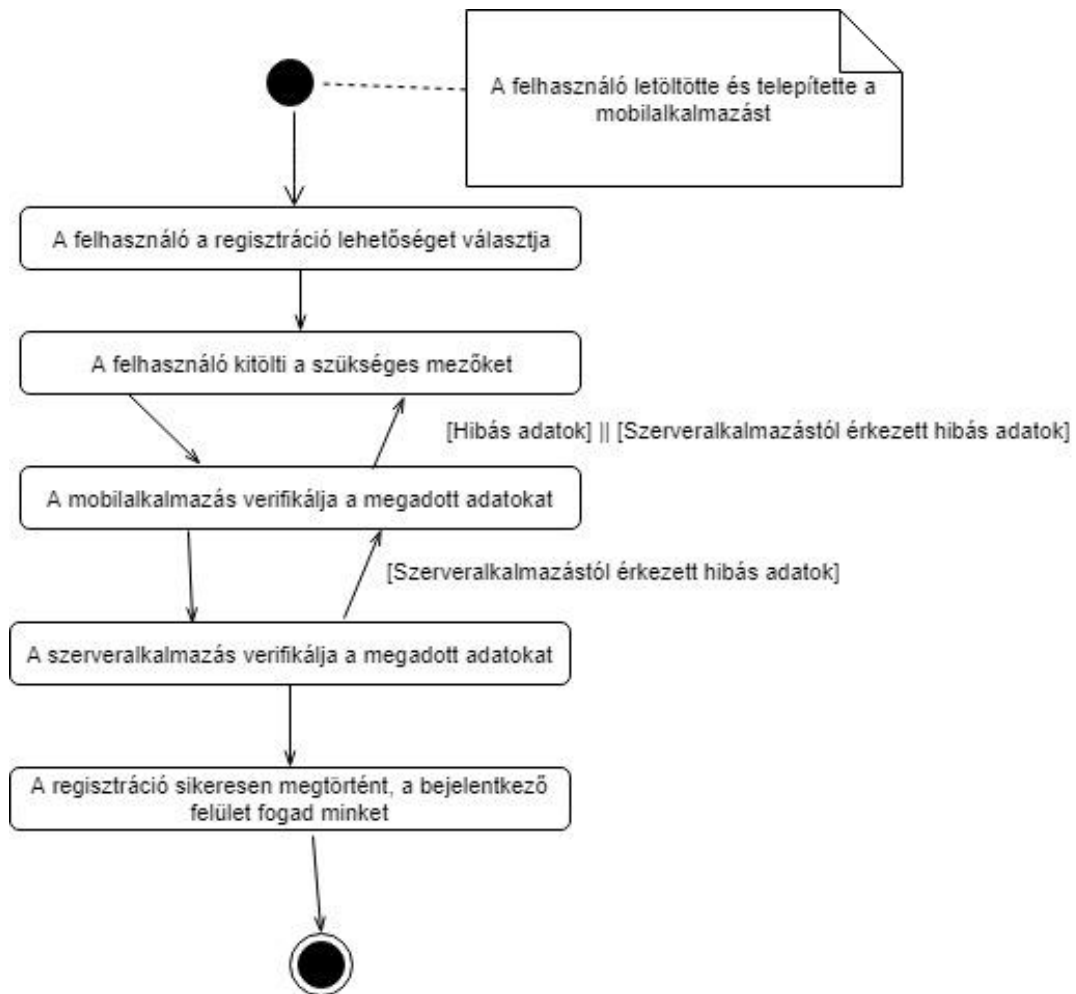 A felhasználó letöltötte és telepítette a
mobilalkalmazást
A felhasználó a regisztráció lehetőséget választja
A felhasználó kitölti a szükséges mezőket
[Hibás adatok] || [Szerveralkalmazástól érkezett hibás adatok]
A mobilalkalmazás verifikálja a megadott adatokat
[Szerveralkalmazástól érkezett hibás adatok]
A szerveralkalmazás verifikálja a megadott adatokat
A regisztráció sikeresen megtörtént, a bejelentkező
felület fogad minket